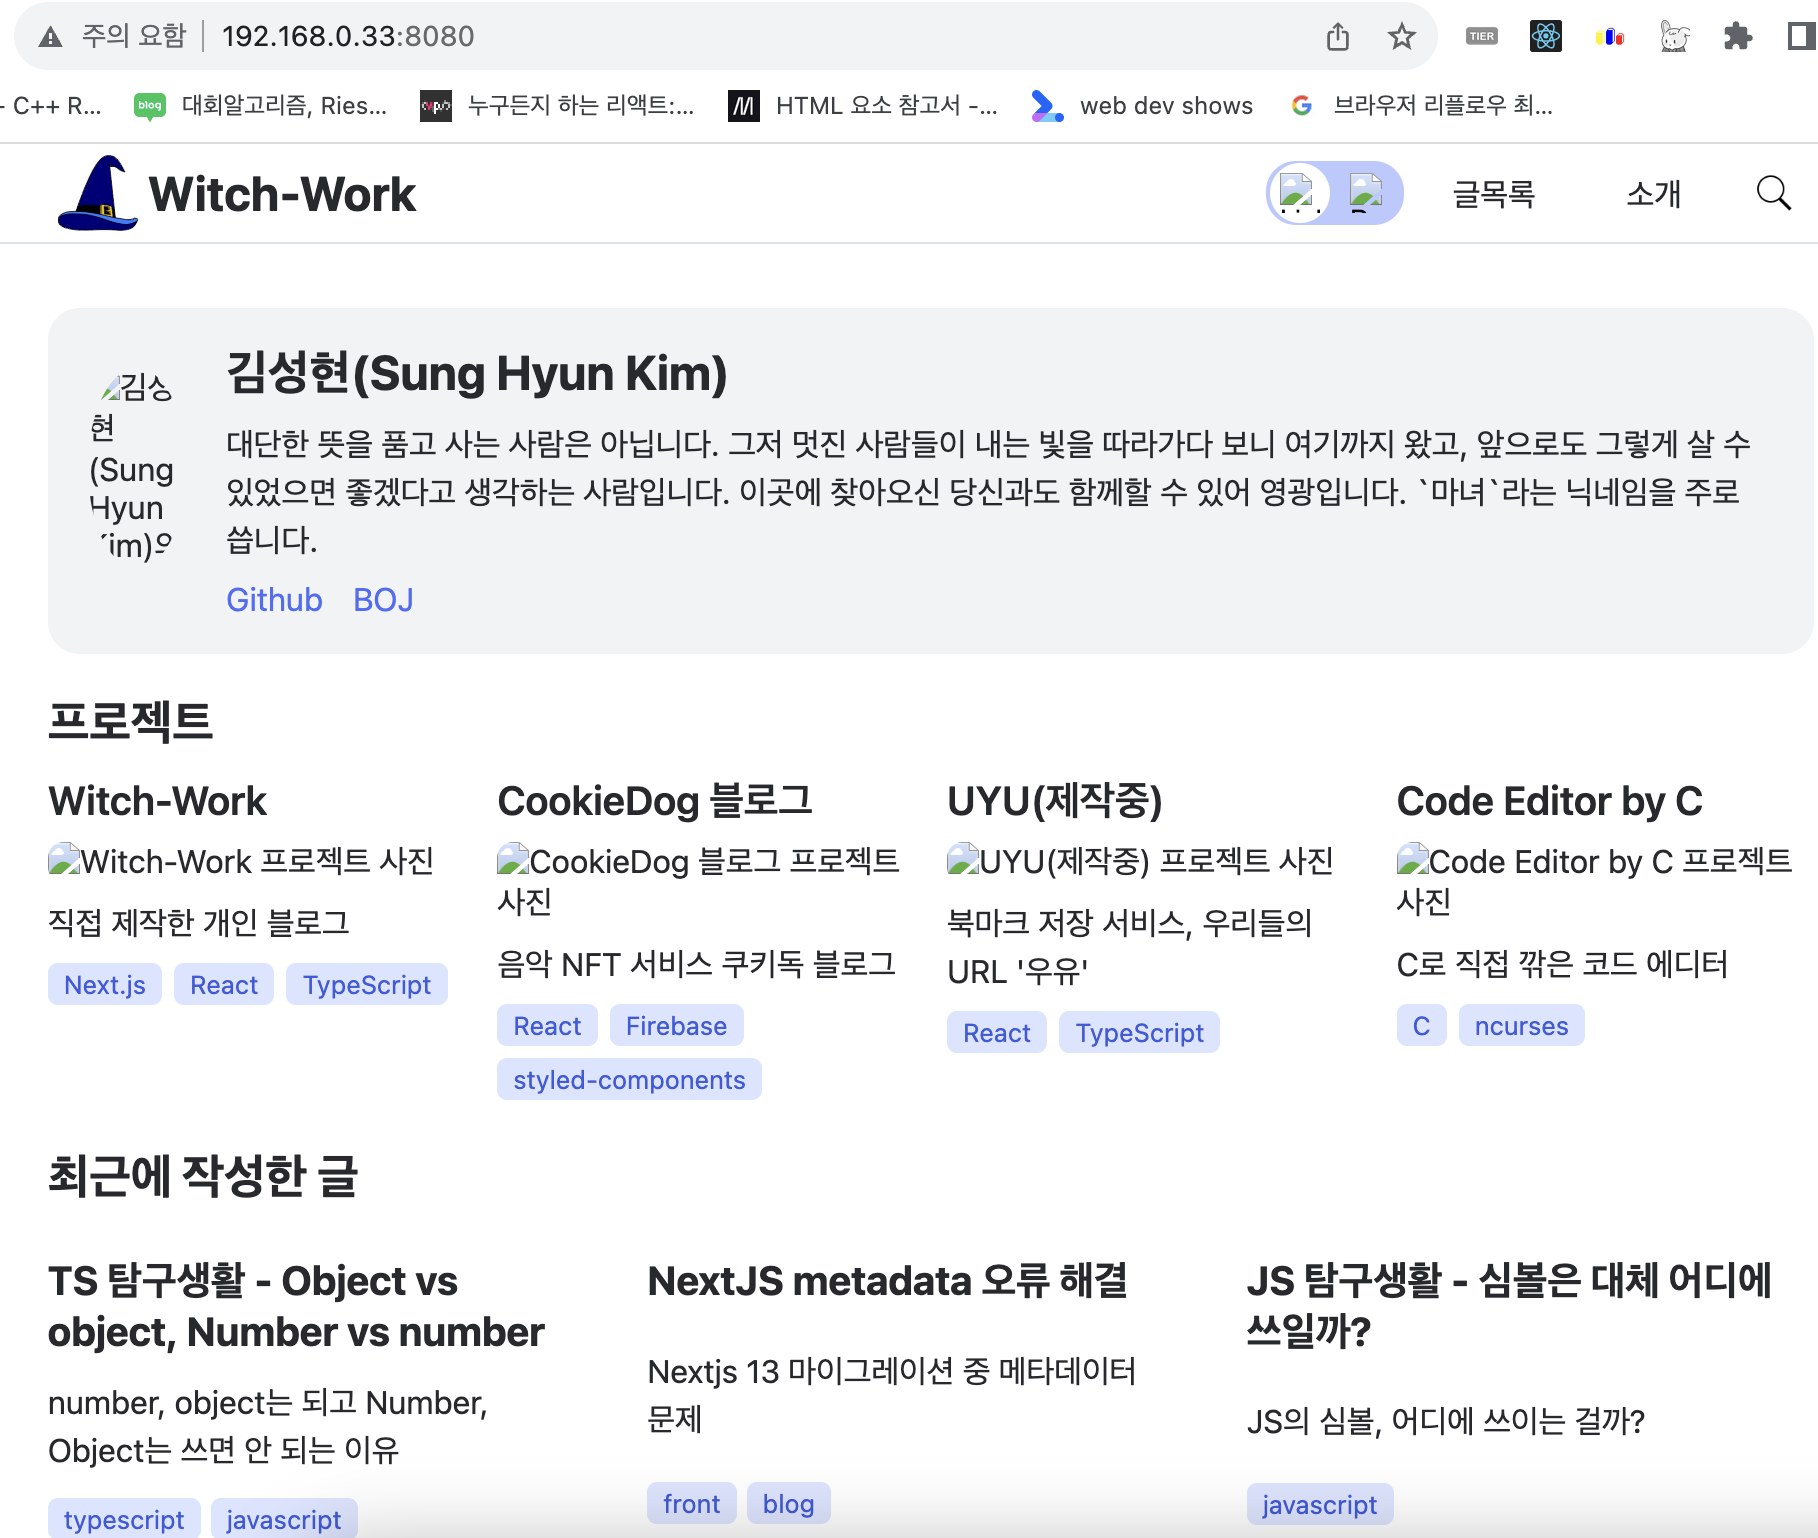 주의 요함 192.168.0.33:8080
TIER
C++ R... blog 대회알고리즘, Ries... 누구든지 하는 리액트:... HTML 요소 참고서 -... web dev shows 브라우저 리플로우 최...
Witch-Work 글목록 소개
김성
현
(Sung
Hyun
김성현(Sung Hyun Kim)
대단한 뜻을 품고 사는 사람은 아닙니다. 그저 멋진 사람들이 내는 빛을 따라가다 보니 여기까지 왔고, 앞으로도 그렇게 살 수
있었으면 좋겠다고 생각하는 사람입니다. 이곳에 찾아오신 당신과도 함께할 수 있어 영광입니다. `마녀`라는 닉네임을 주로
씁니다.
Github BOJ
프로젝트
Witch-Work
Witch-Work 프로젝트 사진
직접 제작한 개인 블로그
Next.js React TypeScript
CookieDog 블로그
CookieDog 블로그 프로젝트
사진
음악 NFT 서비스 쿠키독 블로그
React Firebase
styled-components
UYU(제작중)
UYU(제작중) 프로젝트 사진
북마크 저장 서비스, 우리들의
URL '우유'
React TypeScript
Code Editor by C
Code Editor by C 프로젝트
사진
C로 직접 깎은 코드 에디터
C ncurses
최근에 작성한 글
TS 탐구생활 - Object vs
object, Number vs number
number, object는 되고 Number,
Object는 쓰면 안 되는 이유
typescript javascript
NextJS metadata 오류 해결
Nextjs 13 마이그레이션 중 메타데이터
문제
front blog
JS 탐구생활 - 심볼은 대체 어디에
쓰일까?
JS의 심볼, 어디에 쓰이는 걸까?
javascript